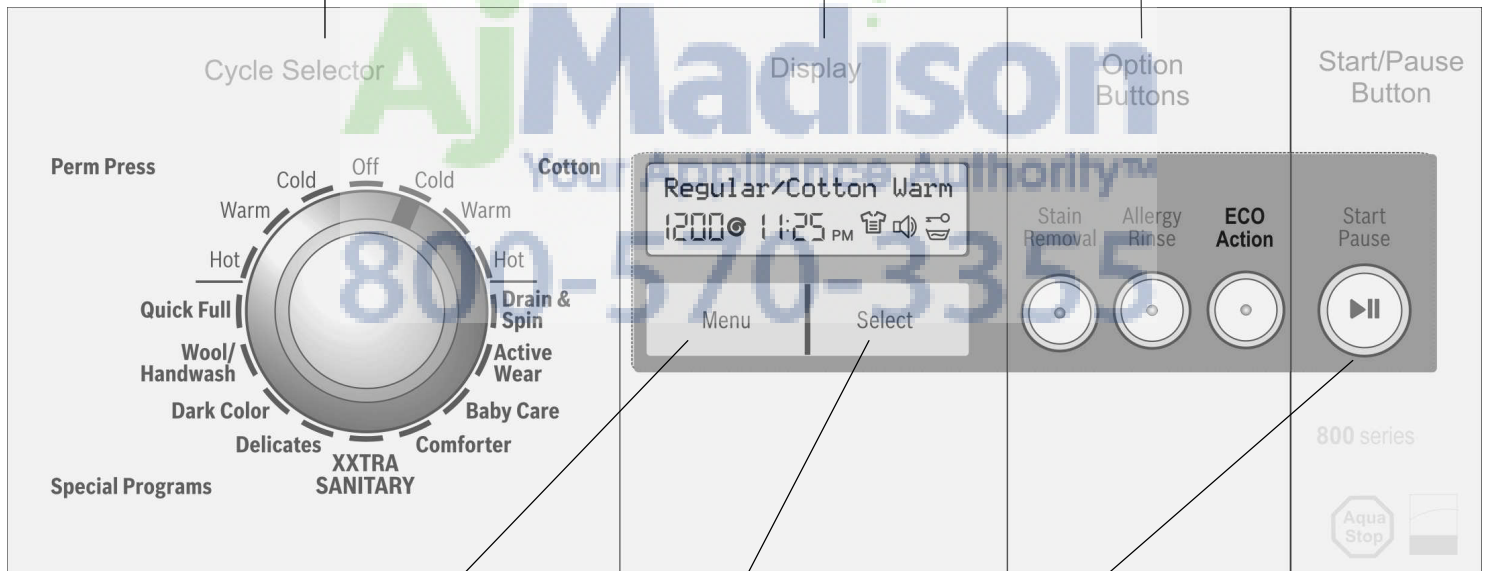 AjMadison
Your Appliance Authority™
800-570-3355
Cycle Selector
Display
Option
Buttons
Start/Pause
Button
Perm Press
Cotton
Off
Cold
Cold
Warm
Warm
Hot
Hot
Quick Full
Drain &
Spin
Wool/
Handwash
Active
Wear
Dark Color
Baby Care
Delicates
Comforter
XXTRA
SANITARY
Special Programs
Regular/Cotton Warm
1200 11:25 PM
Menu
Select
Stain
Removal
Allergy
Rinse
ECO
Action
Start
Pause
800 series
Aqua
Stop